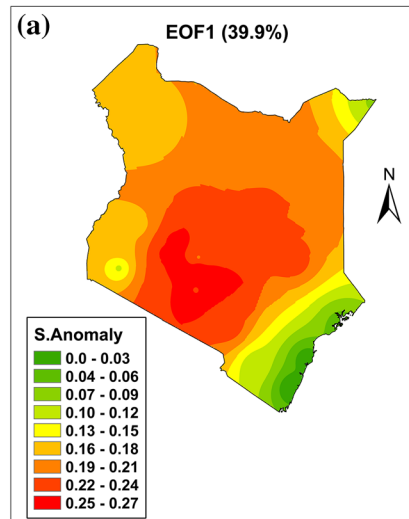 (a)
EOF1 (39.9%)
N
S.Anomaly
0.0 - 0.03
0.04 - 0.06
0.07 - 0.09
0.10 - 0.12
0.13 - 0.15
0.16 - 0.18
0.19 - 0.21
0.22 - 0.24
0.25 - 0.27